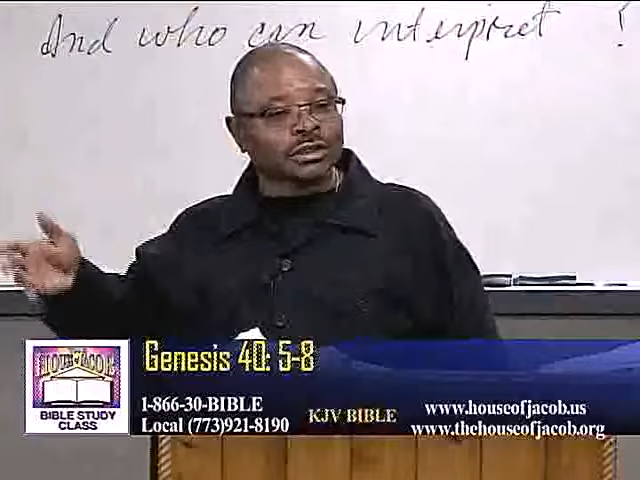 And who can interpret ?
Genesis 40: 5-8
HOUSE of JACOB
BIBLE STUDY
CLASS
1-866-30-BIBLE
Local (773)921-8190
KJV BIBLE
www.houseofjacob.us
www.thehouseofjacob.org